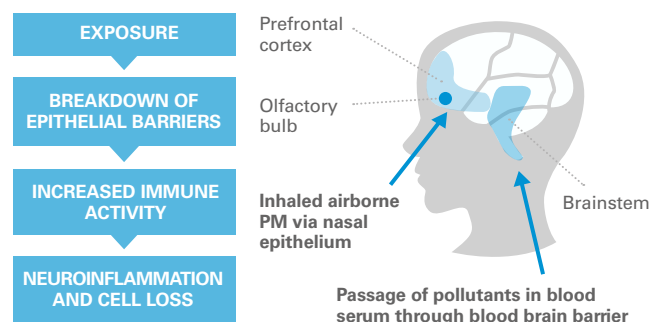 EXPOSURE
BREAKDOWN OF
EPITHELIAL BARRIERS
INCREASED IMMUNE
ACTIVITY
NEUROINFLAMMATION
AND CELL LOSS
Prefrontal
cortex
Olfactory
bulb
Inhaled airborne
PM via nasal
epithelium
Brainstem
Passage of pollutants in blood
serum through blood brain barrier